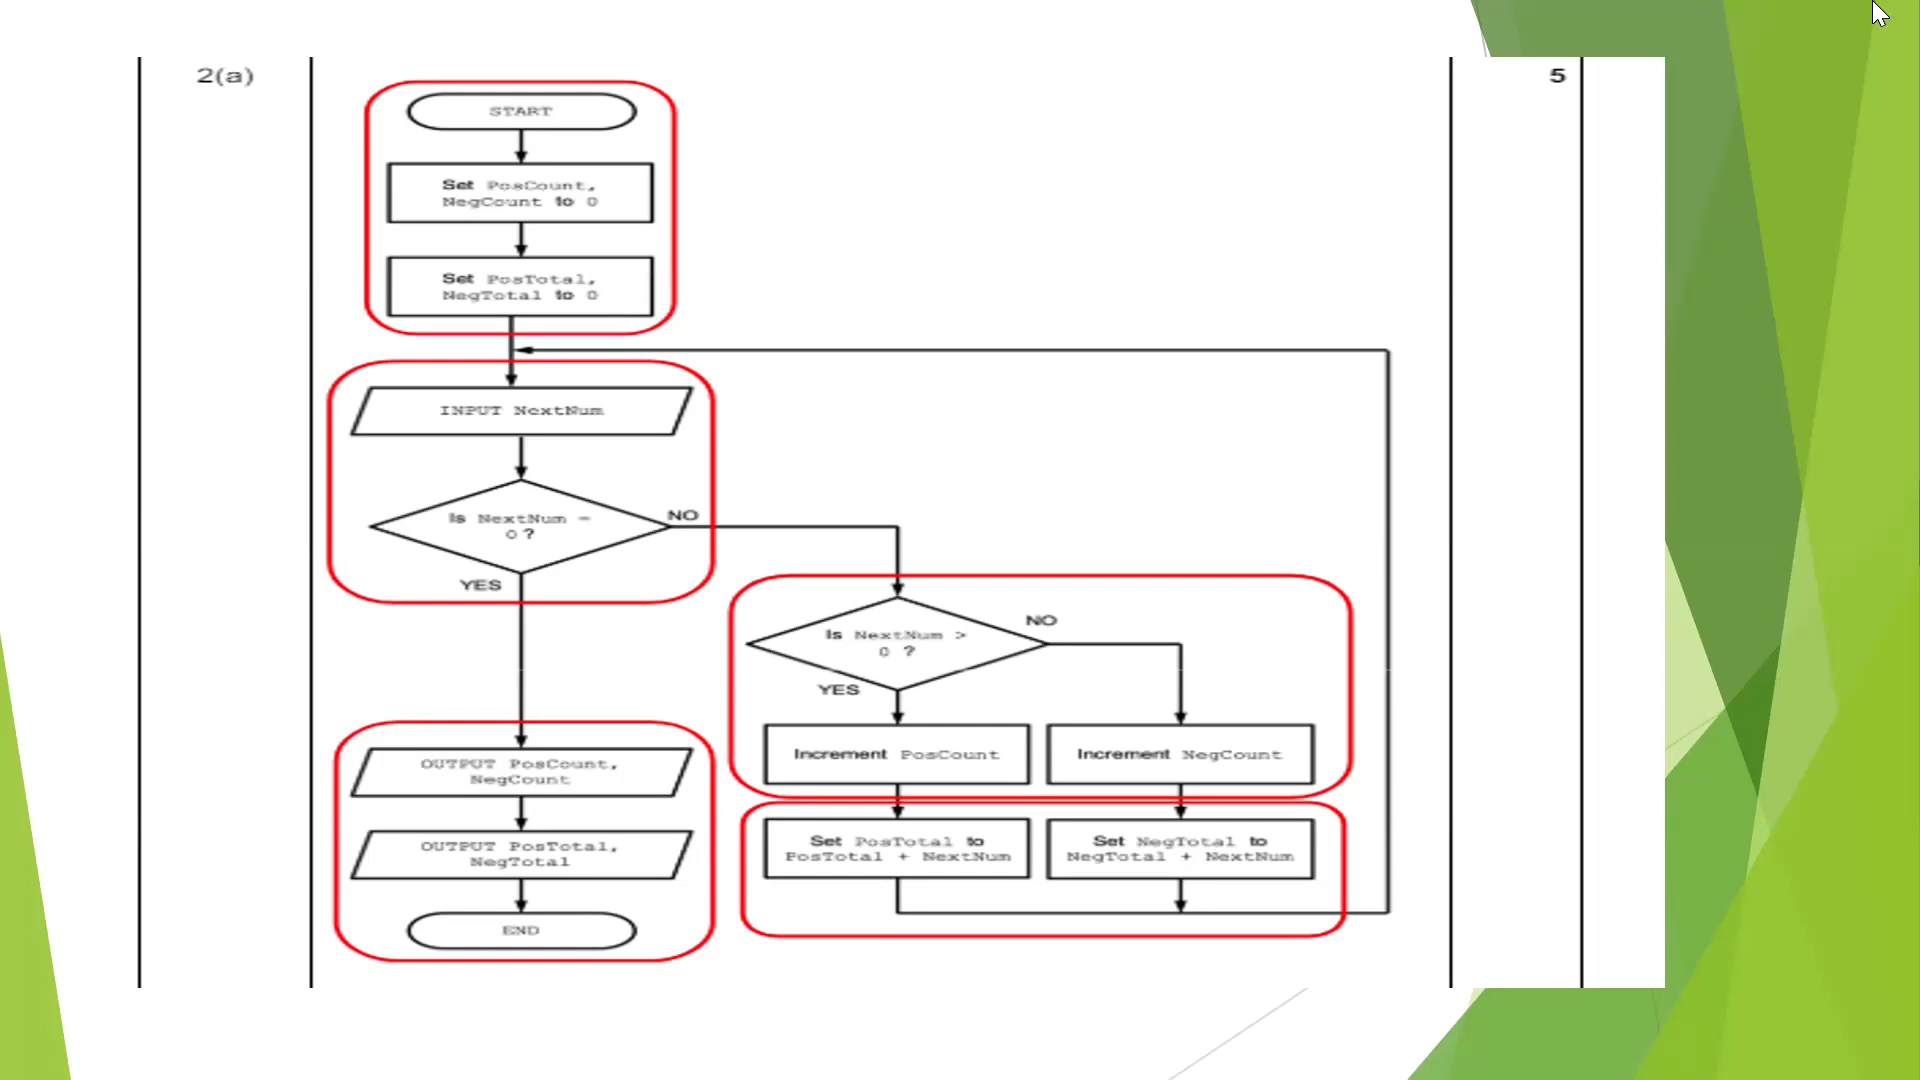 2(a)
5
START
Set PosCount,
NegCount to 0
Set PosTotal,
NegTotal to 0
INPUT NextNum
Is NextNum =
0 ?
NO
YES
Is NextNum >
0 ?
NO
YES
Increment PosCount
Increment NegCount
Set PosTotal to
PosTotal + NextNum
Set NegTotal to
NegTotal + NextNum
OUTPUT PosCount,
NegCount
OUTPUT PosTotal,
NegTotal
END